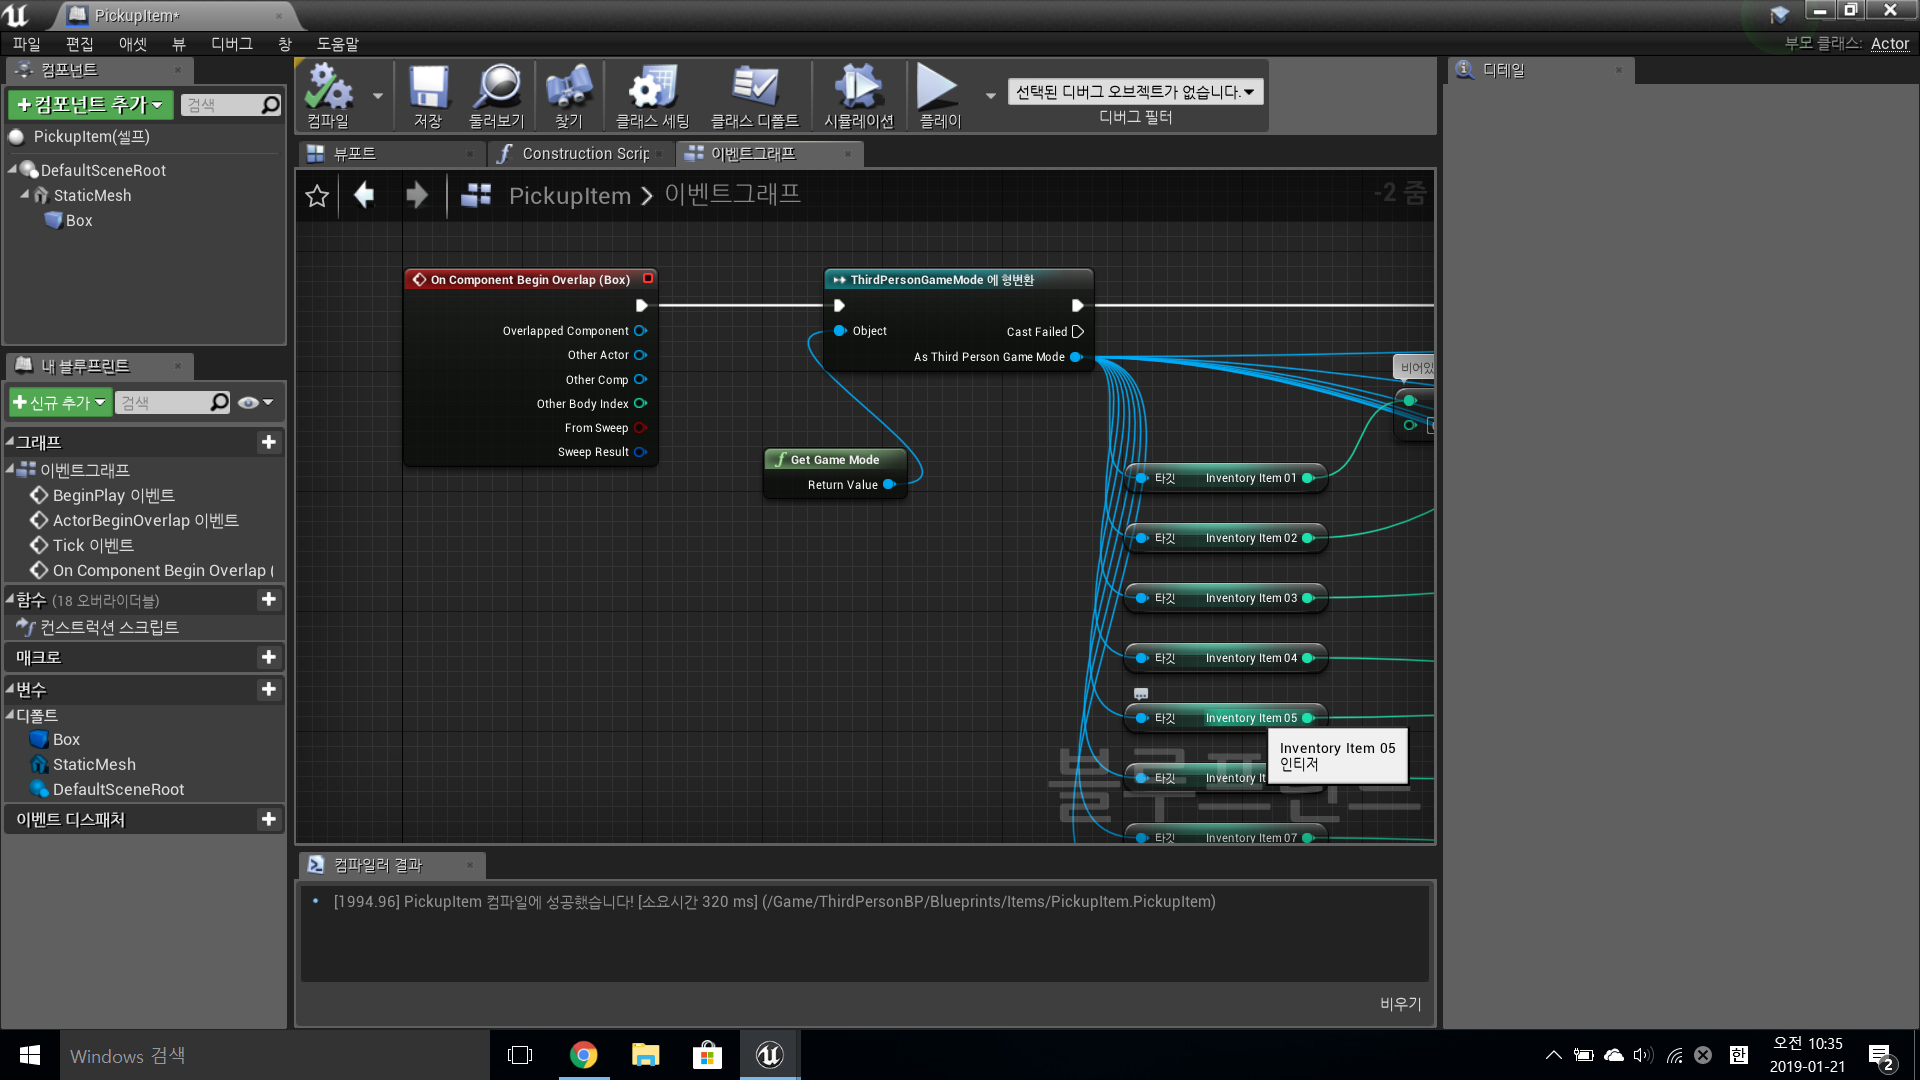 PickupItem*
파일 편집 애셋 뷰 디버그 창 도움말
부모 클래스: Actor
컴포넌트
+컴포넌트 추가
검색
PickupItem(셀프)
DefaultSceneRoot
StaticMesh
Box
컴파일
저장
둘러보기
찾기
클래스 세팅
클래스 디폴트
시뮬레이션
플레이
선택된 디버그 오브젝트가 없습니다.
디버그 필터
디테일
뷰포트
Construction Scrip
이벤트그래프
PickupItem > 이벤트그래프
-2 줌
On Component Begin Overlap (Box)
Overlapped Component
Other Actor
Other Comp
Other Body Index
From Sweep
Sweep Result
ThirdPersonGameMode 에 형변환
Object
Cast Failed
As Third Person Game Mode
Get Game Mode
Return Value
비어있
타깃 Inventory Item 01
타깃 Inventory Item 02
타깃 Inventory Item 03
타깃 Inventory Item 04
타깃 Inventory Item 05
Inventory Item 05
인티저
타깃 Inventory It
타깃 Inventory Item 07
블루프린트
내 블루프린트
+신규 추가
검색
그래프
이벤트그래프
BeginPlay 이벤트
ActorBeginOverlap 이벤트
Tick 이벤트
On Component Begin Overlap (
함수 (18 오버라이더블)
컨스트럭션 스크립트
매크로
변수
디폴트
Box
StaticMesh
DefaultSceneRoot
이벤트 디스패처
컴파일러 결과
[1994.96] PickupItem 컴파일에 성공했습니다! [소요시간 320 ms] (/Game/ThirdPersonBP/Blueprints/Items/PickupItem.PickupItem)
비우기
Windows 검색
한
오전 10:35
2019-01-21
2